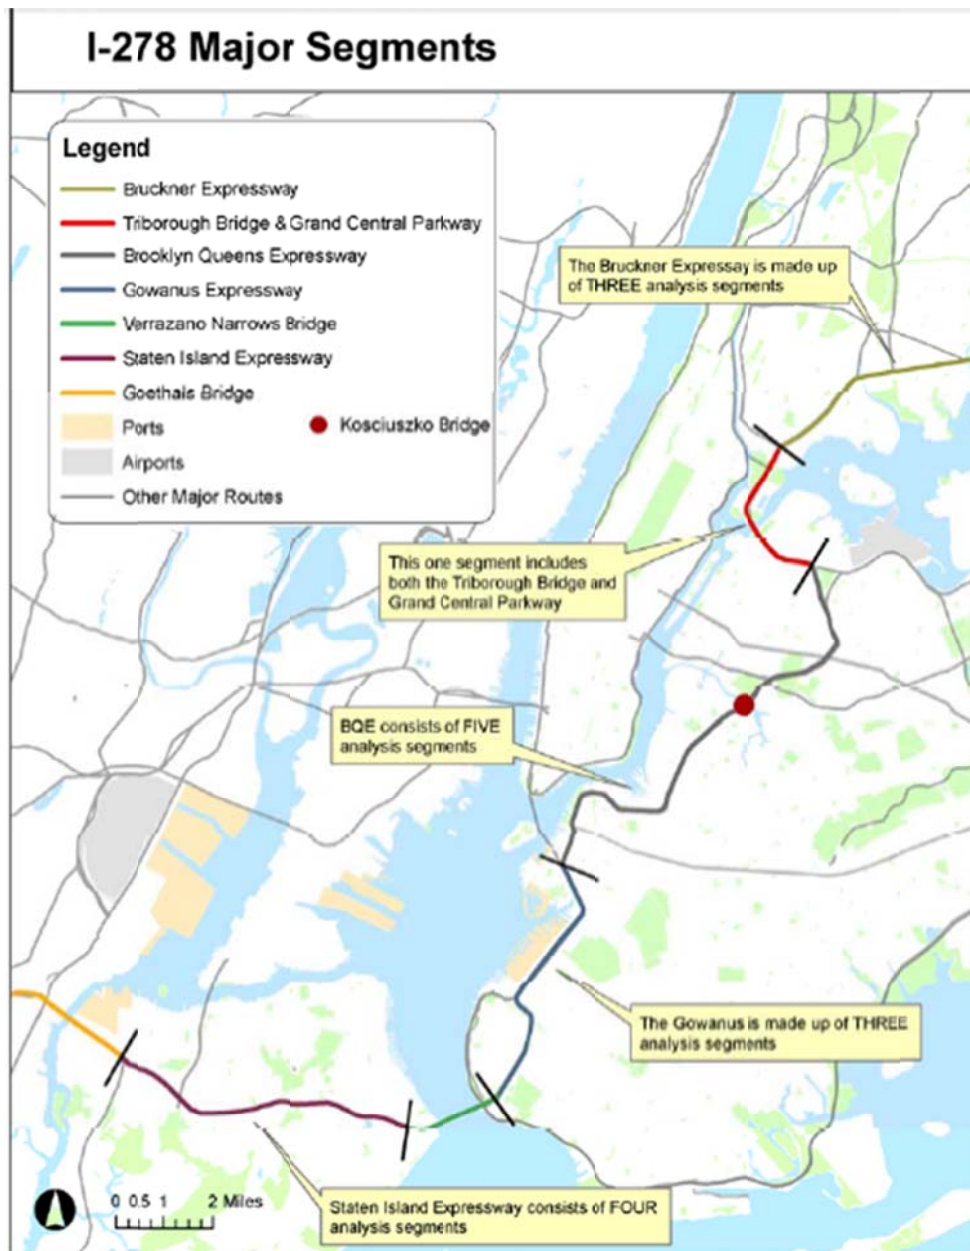 I-278 Major Segments
Legend
Bruckner Expressway
Triborough Bridge & Grand Central Parkway
Brooklyn Queens Expressway
Gowanus Expressway
Verrazano Narrows Bridge
Staten Island Expressway
Goethals Bridge
Ports
Kosciuszko Bridge
Airports
Other Major Routes
The Bruckner Expressay is made up
of THREE analysis segments
This one segment includes
both the Triborough Bridge and
Grand Central Parkway
BQE consists of FIVE
analysis segments
The Gowanus is made up of THREE
analysis segments
Staten Island Expressway consists of FOUR
analysis segments
0 0.5 1 2 Miles